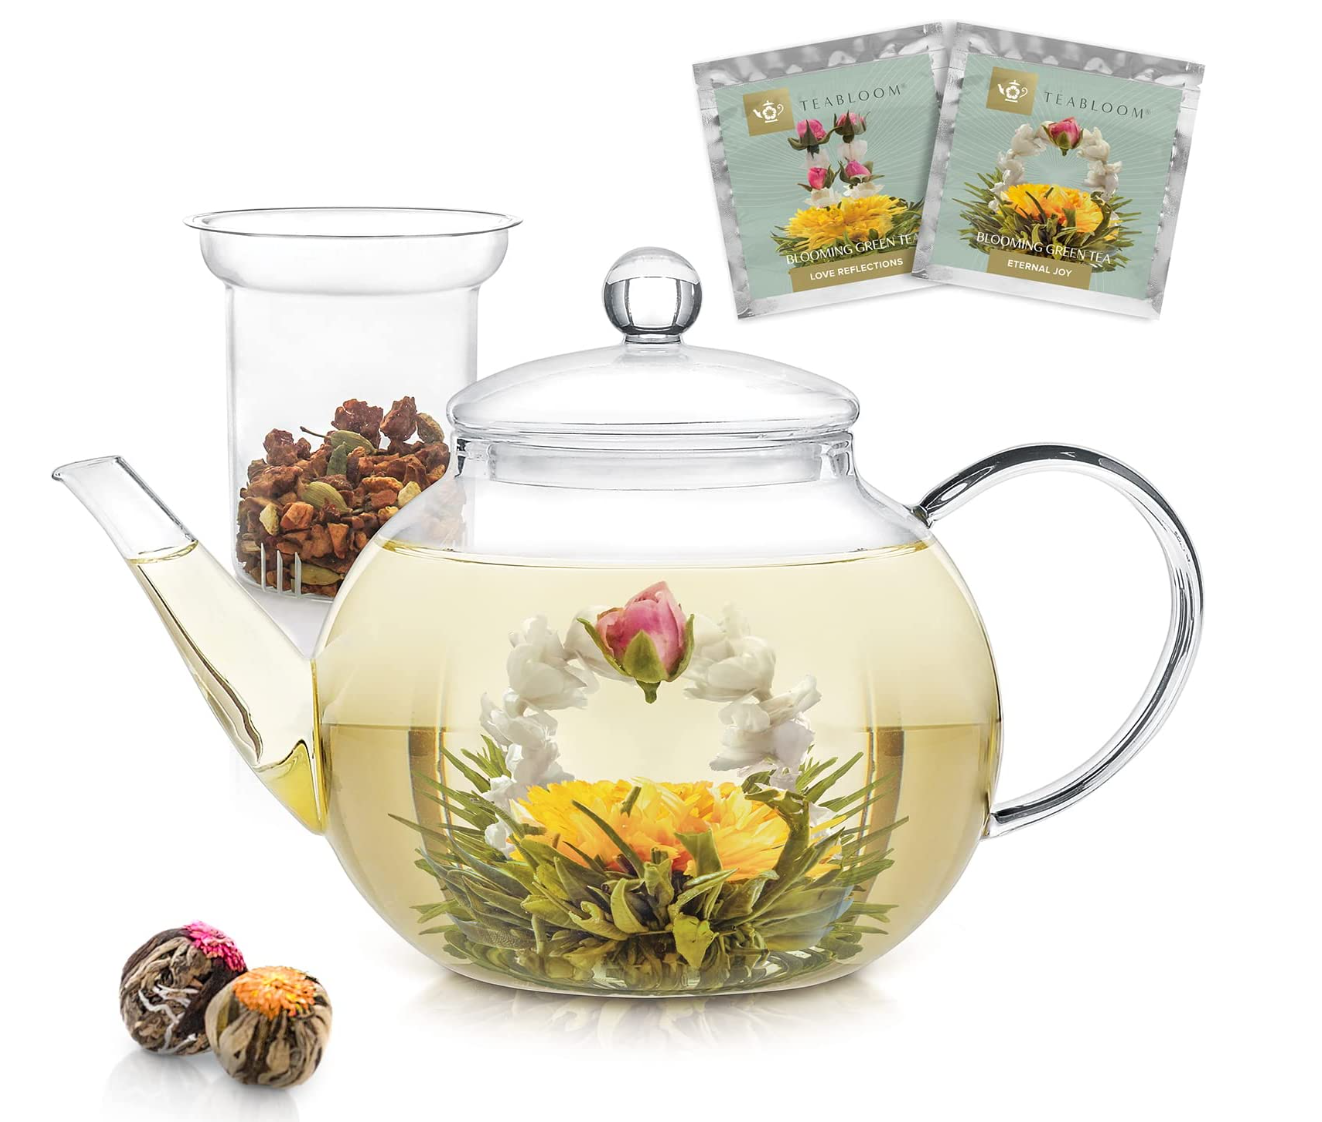 TEABLOOM®
BLOOMING GREEN TEA
LOVE REFLECTIONS
TEABLOOM®
BLOOMING GREEN TEA
ETERNAL JOY